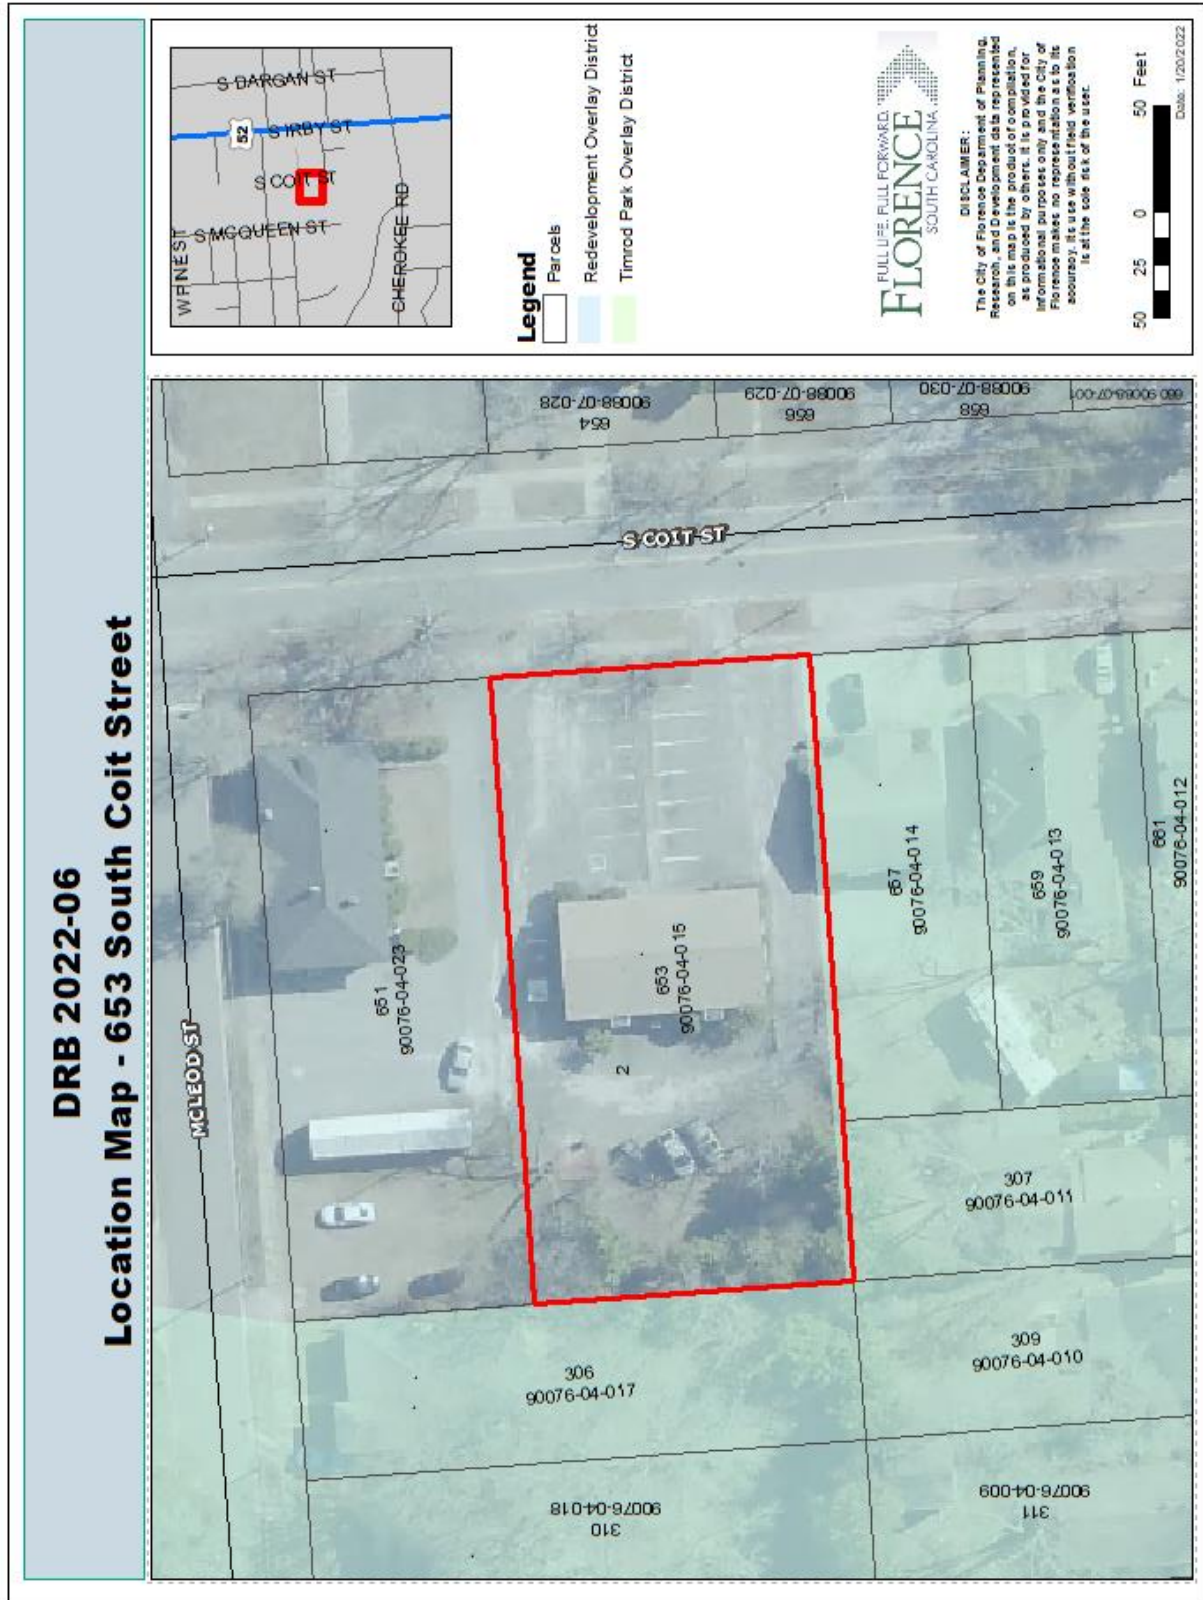 DRB 2022-06
Location Map - 653 South Coit Street
MCLEOD ST
S COIT ST
651
90076-04-023
653
90076-04-015
2
657
90076-04-014
659
90076-04-013
661
90076-04-012
307
90076-04-011
309
90076-04-010
306
90076-04-017
310
90076-04-018
311
90076-04-009
654
90088-07-028
656
90088-07-029
658
90088-07-030
90088-07-001
W PINE ST
S MCQUEEN ST
S COIT ST
S IRBY ST
S DARGAN ST
CHEROKEE RD
52
Legend
Parcels
Redevelopment Overlay District
Timrod Park Overlay District
FULL LIFE. FULL FORWARD.
FLORENCE
SOUTH CAROLINA
DISCLAIMER:
The City of Florence Department of Planning,
Research, and Development data represented
on this map is the product of compilation,
as produced by others. It is provided for
informational purposes only and the City of
Florence makes no representation as to its
accuracy. Its use without field verification
is at the sole risk of the user.
50 25 0 50 Feet
Date: 1/20/2022